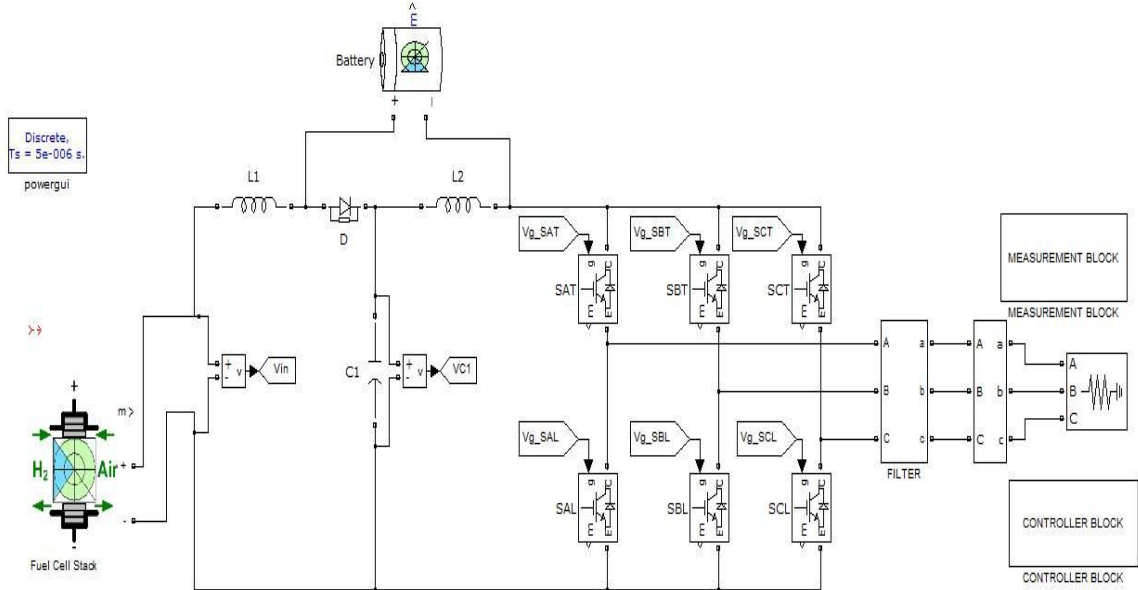 Ê
Battery
+
Discrete,
Ts = 5e-006 s.
powergui
L1
L2
D
Vg_SAT
Vg_SBT
Vg_SCT
g C
g C
g C
SAT
SBT
SCT
E E
E E
E E
MEASUREMENT BLOCK
MEASUREMENT BLOCK
+
-
v
Vin
C1
+
-
v
VC1
A a
B b
C c
FILTER
A a
B b
C c
A
B
C
+
m >
H2 Air
+
-
-
Fuel Cell Stack
Vg_SAL
Vg_SBL
Vg_SCL
g C
g C
g C
SAL
SBL
SCL
E E
E E
E E
CONTROLLER BLOCK
CONTROLLER BLOCK